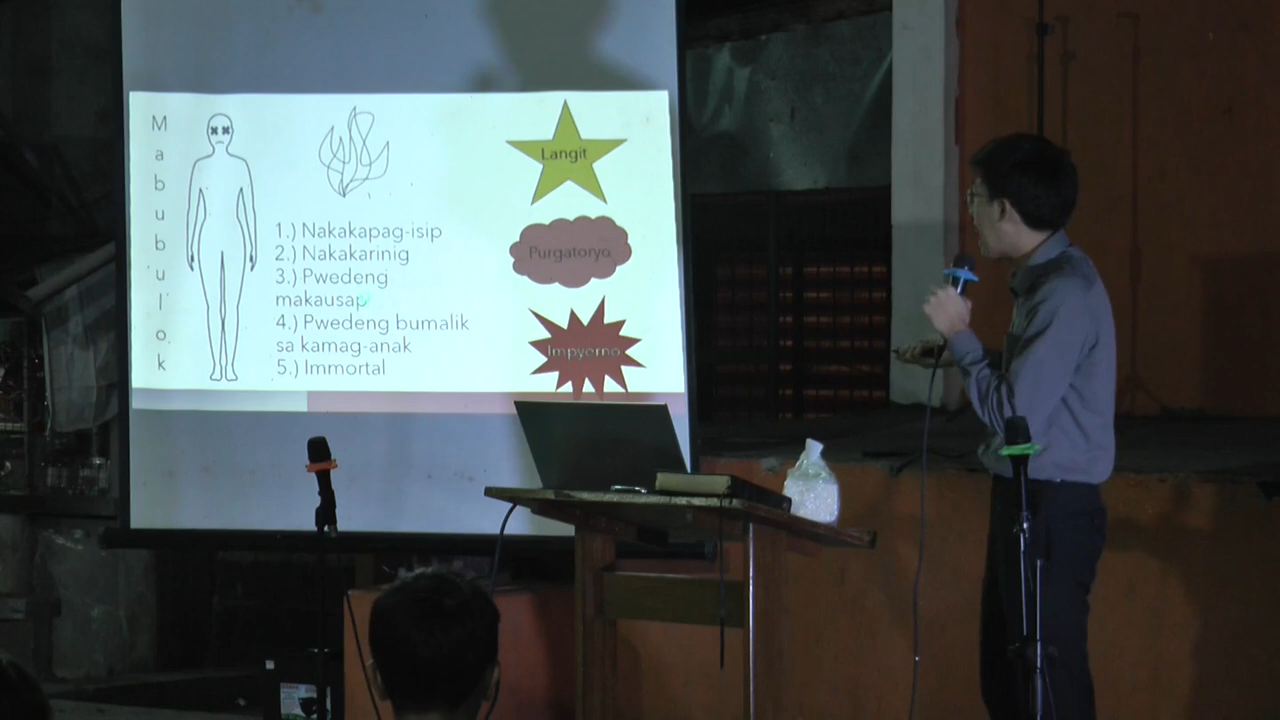 Mabubulok
1.) Nakakapag-isip
2.) Nakakarinig
3.) Pwedeng
makausap
4.) Pwedeng bumalik
sa kamag-anak
5.) Immortal
Langit
Purgatoryo
Impyerno